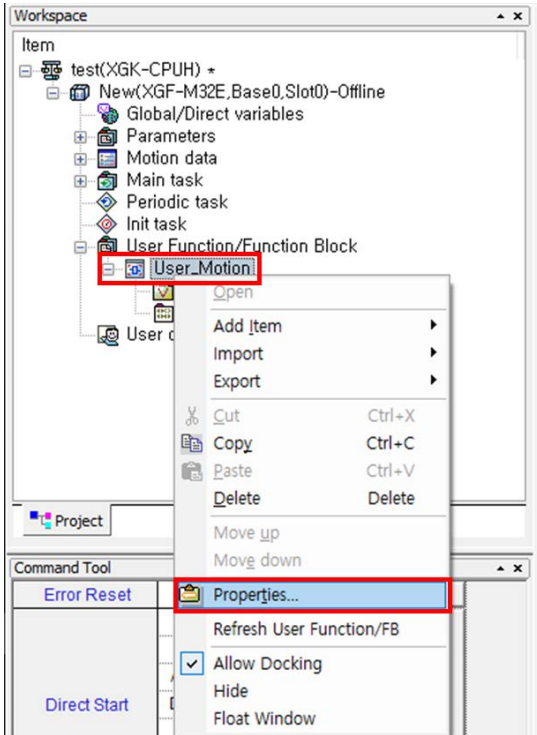 Workspace
Item
test(XGK-CPUH) *
New(XGF-M32E,Base0,Slot0)-Offline
Global/Direct variables
Parameters
Motion data
Main task
Periodic task
Init task
User Function/Function Block
User_Motion
Open
Add Item
User
Import
Export
Cut Ctrl+X
Copy Ctrl+C
Paste Ctrl+V
Delete Delete
Project
Move up
Move down
Command Tool
Error Reset
Properties...
Refresh User Function/FB
Allow Docking
Hide
Direct Start
Float Window